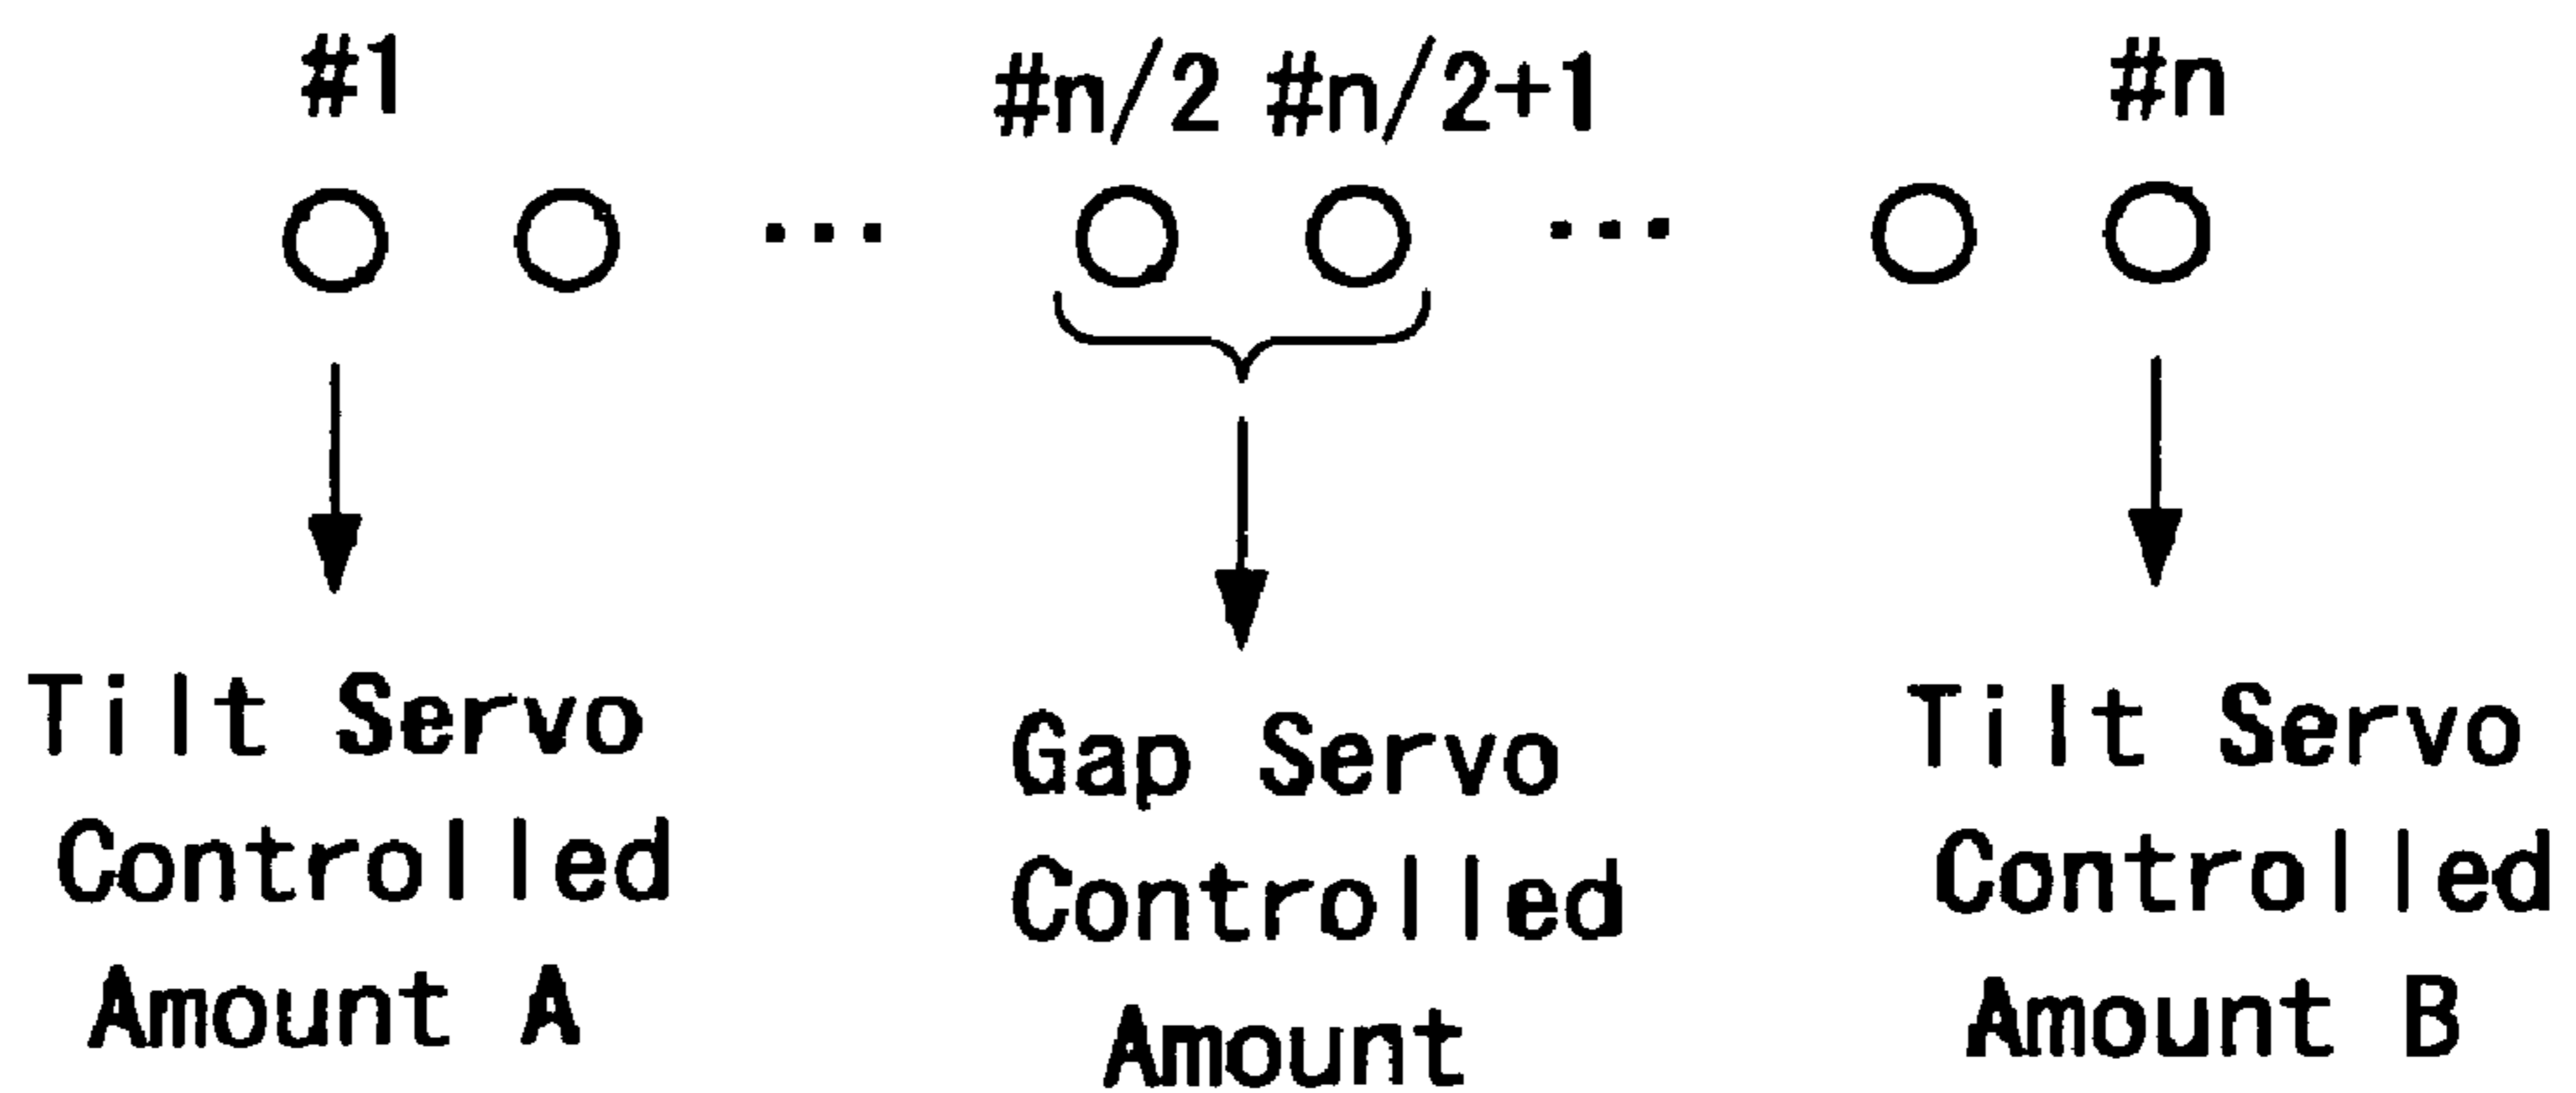 #1 #n/2 #n/2+1 #n
... ...
Tilt Servo
Controlled
Amount A
Gap Servo
Controlled
Amount
Tilt Servo
Controlled
Amount B